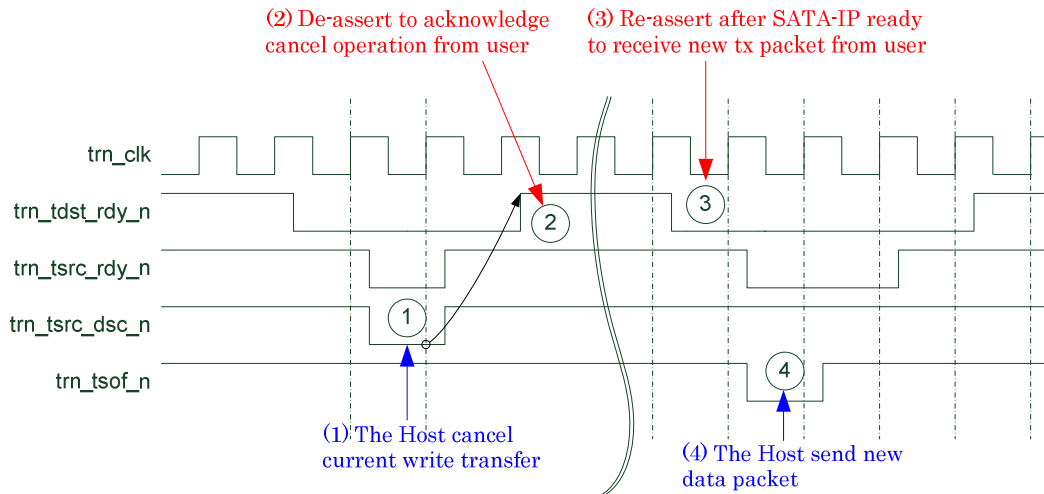 (2) De-assert to acknowledge
cancel operation from user
(3) Re-assert after SATA-IP ready
to receive new tx packet from user
trn_clk
trn_tdst_rdy_n
2
3
trn_tsrc_rdy_n
trn_tsrc_dsc_n
1
trn_tsof_n
4
(1) The Host cancel
current write transfer
(4) The Host send new
data packet